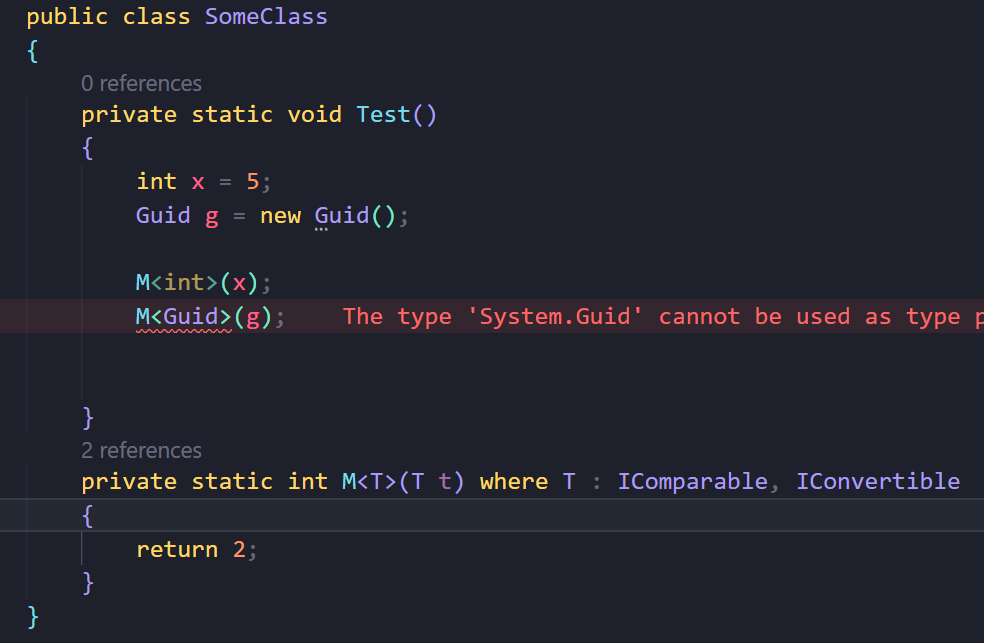 public class SomeClass
{
0 references
private static void Test()
{
int x = 5;
Guid g = new Guid();
M<int>(x);
M<Guid>(g); The type 'System.Guid' cannot be used as type
}
2 references
private static int M<T>(T t) where T : IComparable, IConvertible
{
return 2;
}
}